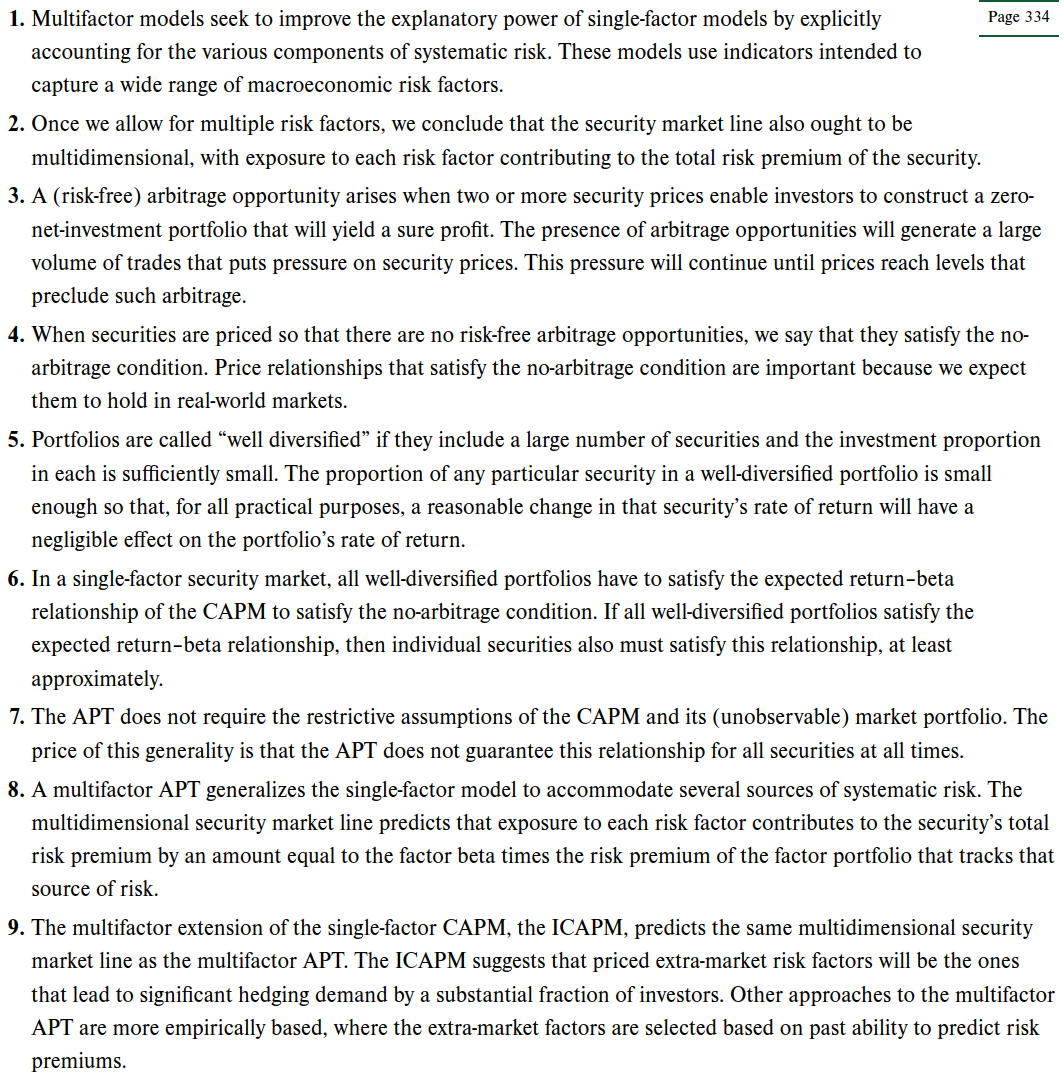 1. Multifactor models seek to improve the explanatory power of single-factor models by explicitly
Page 334
accounting for the various components of systematic risk. These models use indicators intended to
capture a wide range of macroeconomic risk factors.
2. Once we allow for multiple risk factors, we conclude that the security market line also ought to be
multidimensional, with exposure to each risk factor contributing to the total risk premium of the security.
3. A (risk-free) arbitrage opportunity arises when two or more security prices enable investors to construct a zero-
net-investment portfolio that will yield a sure profit. The presence of arbitrage opportunities will generate a large
volume of trades that puts pressure on security prices. This pressure will continue until prices reach levels that
preclude such arbitrage.
4. When securities are priced so that there are no risk-free arbitrage opportunities, we say that they satisfy the no-
arbitrage condition. Price relationships that satisfy the no-arbitrage condition are important because we expect
them to hold in real-world markets.
5. Portfolios are called “well diversified” if they include a large number of securities and the investment proportion
in each is sufficiently small. The proportion of any particular security in a well-diversified portfolio is small
enough so that, for all practical purposes, a reasonable change in that security’s rate of return will have a
negligible effect on the portfolio’s rate of return.
6. In a single-factor security market, all well-diversified portfolios have to satisfy the expected return–beta
relationship of the CAPM to satisfy the no-arbitrage condition. If all well-diversified portfolios satisfy the
expected return–beta relationship, then individual securities also must satisfy this relationship, at least
approximately.
7. The APT does not require the restrictive assumptions of the CAPM and its (unobservable) market portfolio. The
price of this generality is that the APT does not guarantee this relationship for all securities at all times.
8. A multifactor APT generalizes the single-factor model to accommodate several sources of systematic risk. The
multidimensional security market line predicts that exposure to each risk factor contributes to the security’s total
risk premium by an amount equal to the factor beta times the risk premium of the factor portfolio that tracks that
source of risk.
9. The multifactor extension of the single-factor CAPM, the ICAPM, predicts the same multidimensional security
market line as the multifactor APT. The ICAPM suggests that priced extra-market risk factors will be the ones
that lead to significant hedging demand by a substantial fraction of investors. Other approaches to the multifactor
APT are more empirically based, where the extra-market factors are selected based on past ability to predict risk
premiums.